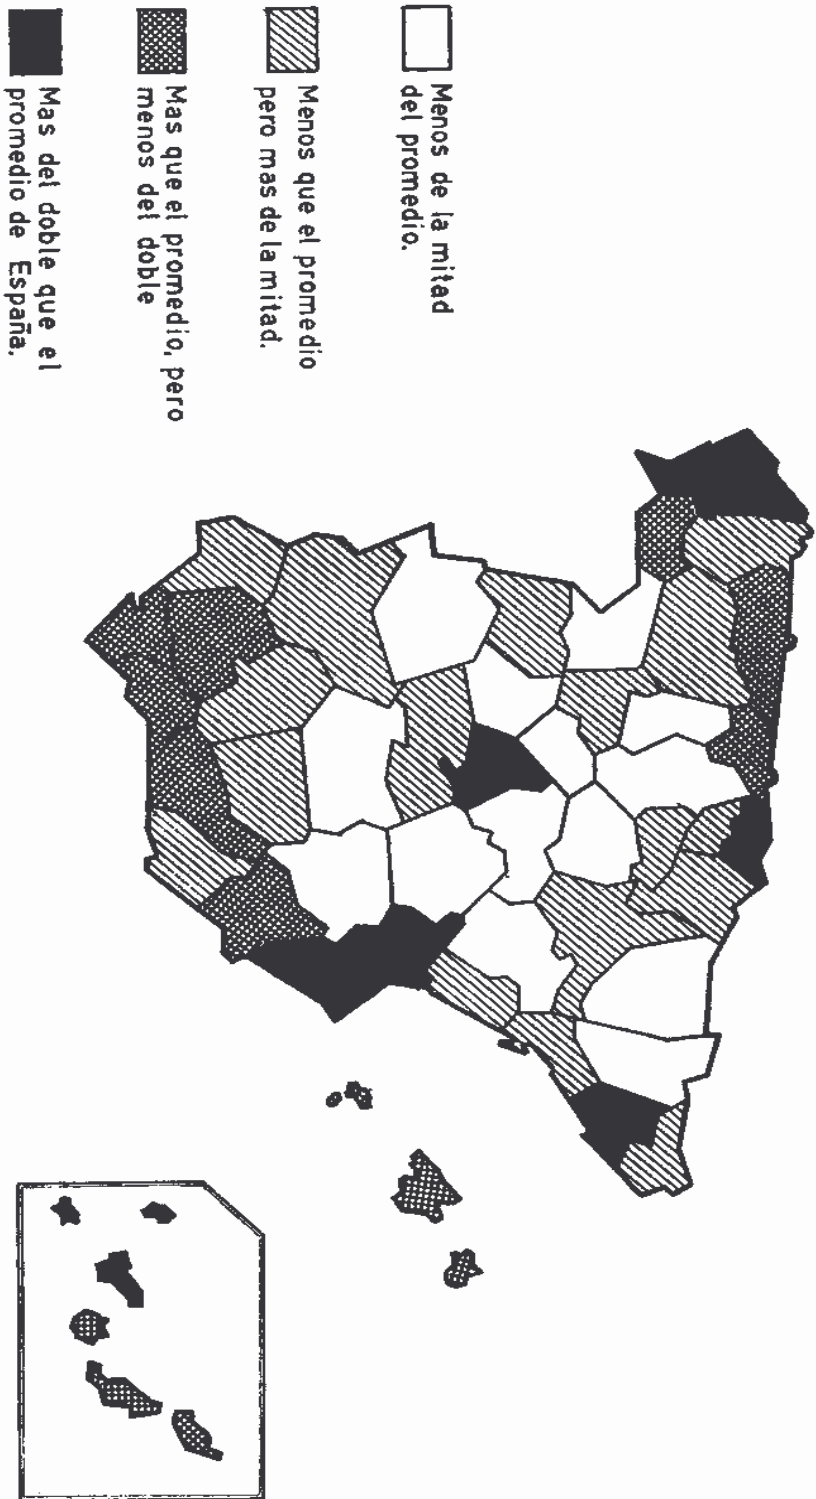 Menos de la mitad
del promedio.
Menos que el promedio
pero mas de la mitad.
Mas que el promedio, pero
menos del doble
Mas del doble que el
promedio de España.